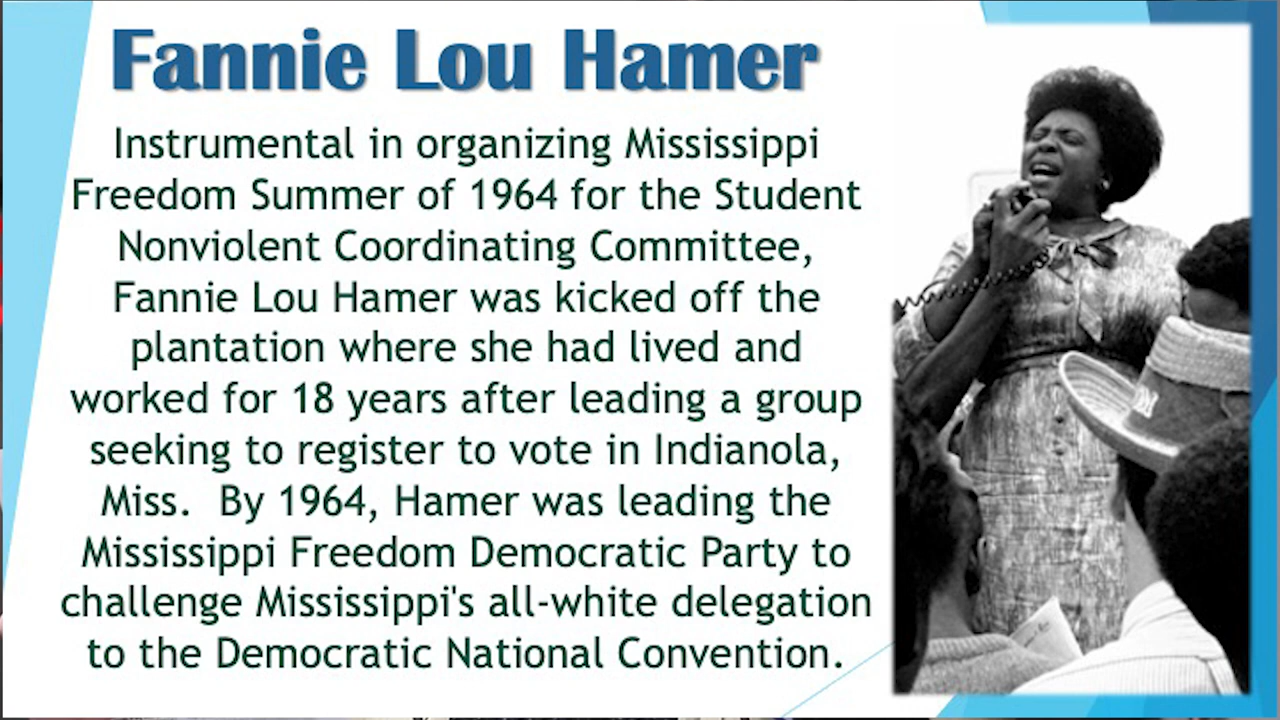 Fannie Lou Hamer
Instrumental in organizing Mississippi
Freedom Summer of 1964 for the Student
Nonviolent Coordinating Committee,
Fannie Lou Hamer was kicked off the
plantation where she had lived and
worked for 18 years after leading a group
seeking to register to vote in Indianola,
Miss.  By 1964, Hamer was leading the
Mississippi Freedom Democratic Party to
challenge Mississippi's all-white delegation
to the Democratic National Convention.